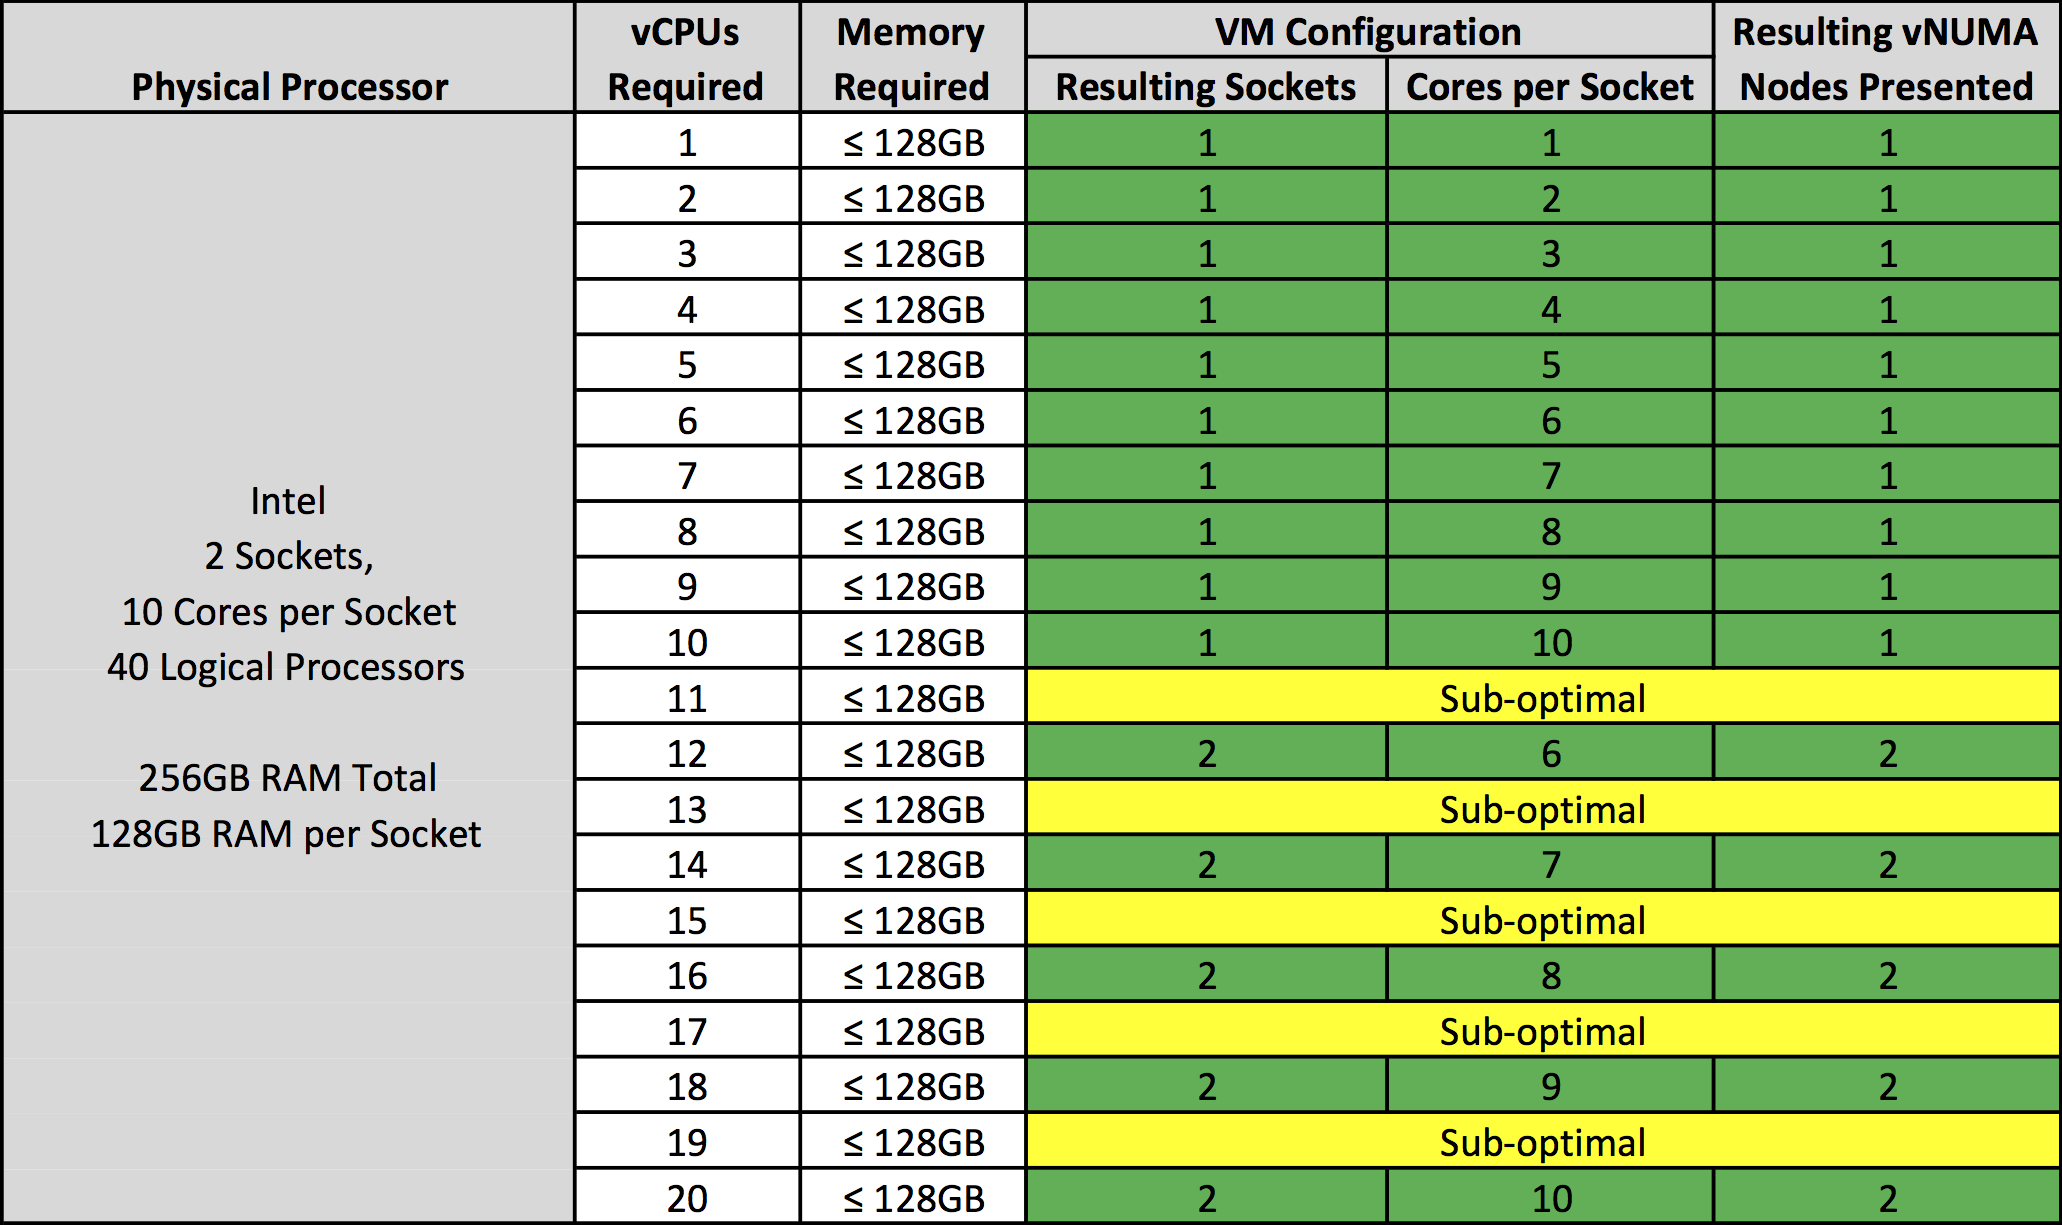 Physical Processor
vCPUs
Required
Memory
Required
VM Configuration
Resulting Sockets Cores per Socket
Resulting vNUMA
Nodes Presented
Intel
2 Sockets,
10 Cores per Socket
40 Logical Processors
256GB RAM Total
128GB RAM per Socket
1 ≤ 128GB 1 1 1
2 ≤ 128GB 1 2 1
3 ≤ 128GB 1 3 1
4 ≤ 128GB 1 4 1
5 ≤ 128GB 1 5 1
6 ≤ 128GB 1 6 1
7 ≤ 128GB 1 7 1
8 ≤ 128GB 1 8 1
9 ≤ 128GB 1 9 1
10 ≤ 128GB 1 10 1
11 ≤ 128GB Sub-optimal
12 ≤ 128GB 2 6 2
13 ≤ 128GB Sub-optimal
14 ≤ 128GB 2 7 2
15 ≤ 128GB Sub-optimal
16 ≤ 128GB 2 8 2
17 ≤ 128GB Sub-optimal
18 ≤ 128GB 2 9 2
19 ≤ 128GB Sub-optimal
20 ≤ 128GB 2 10 2